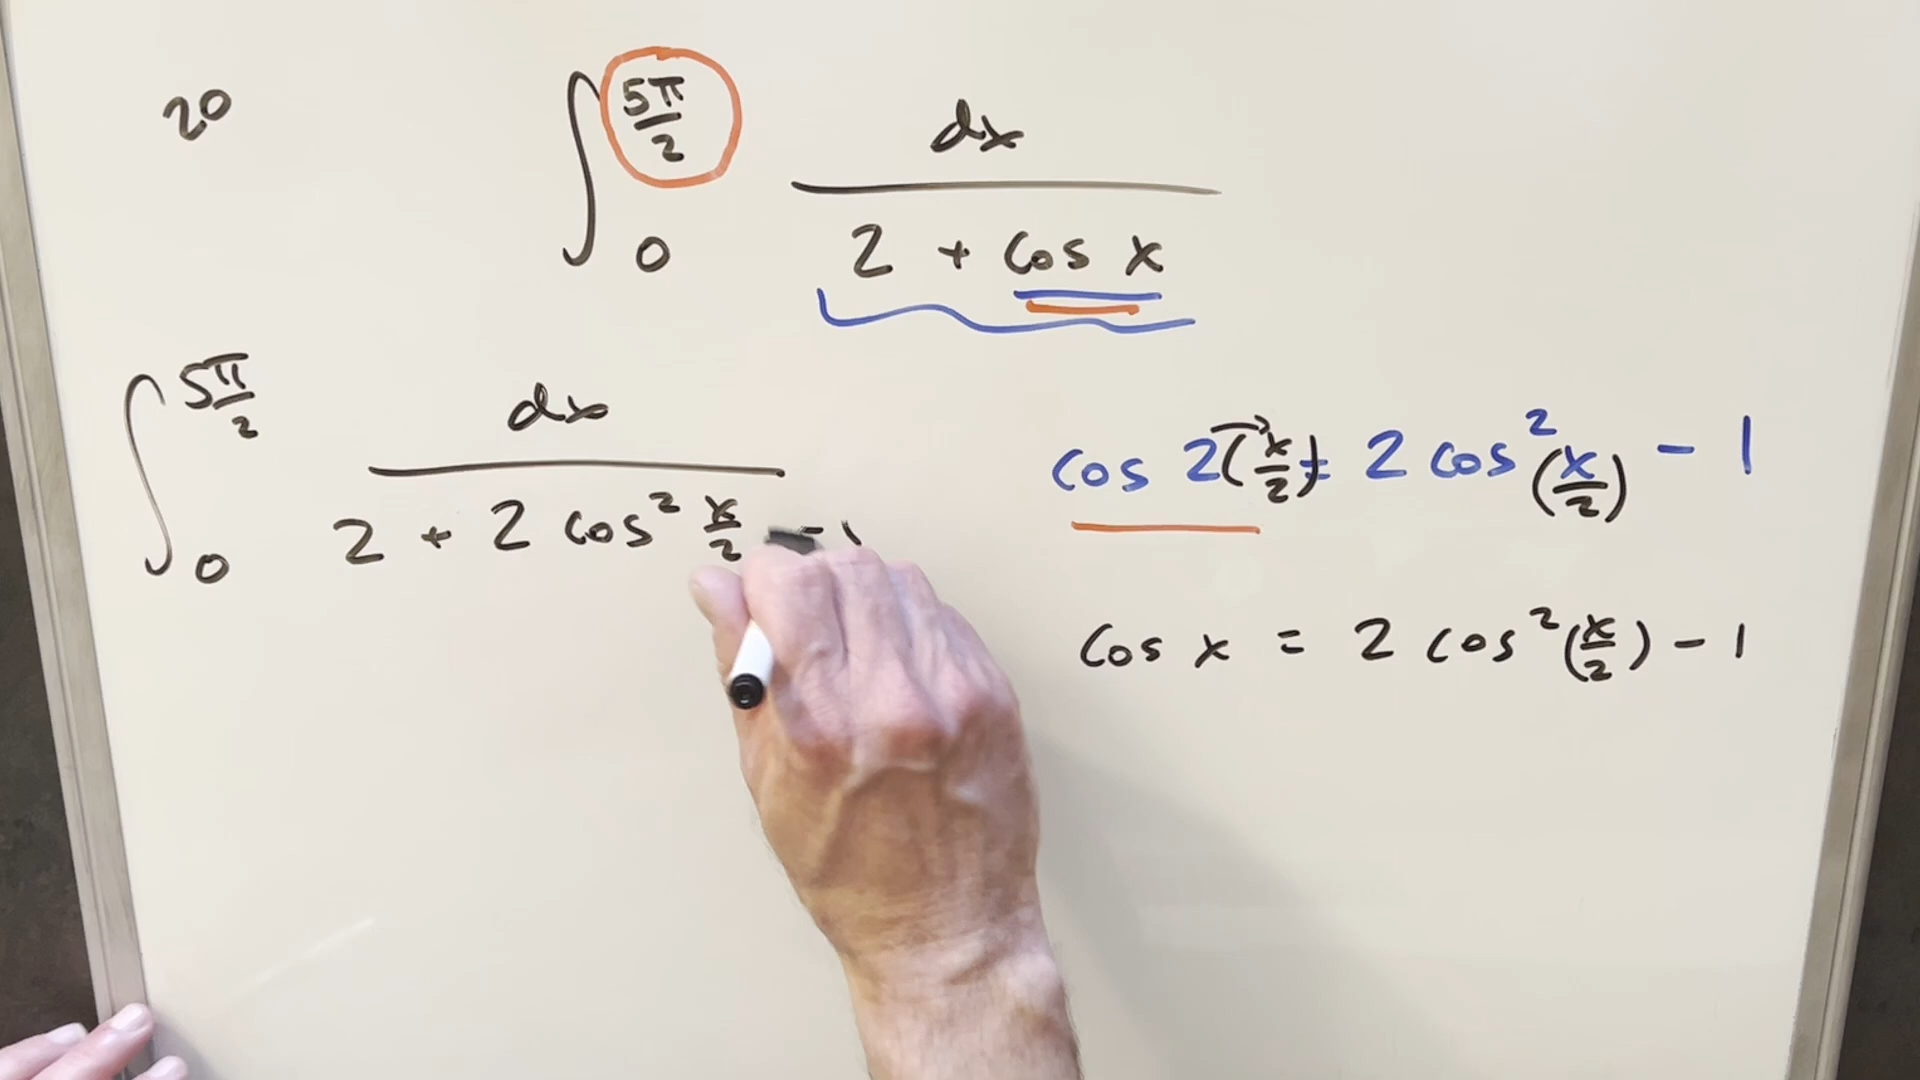 20
∫₀^(5π/2) dx / (2 + cos x)
∫₀^(5π/2) dx / (2 + 2 cos² x/2 - 1)
cos 2(x/2) = 2 cos² (x/2) - 1
cos x = 2 cos² (x/2) - 1